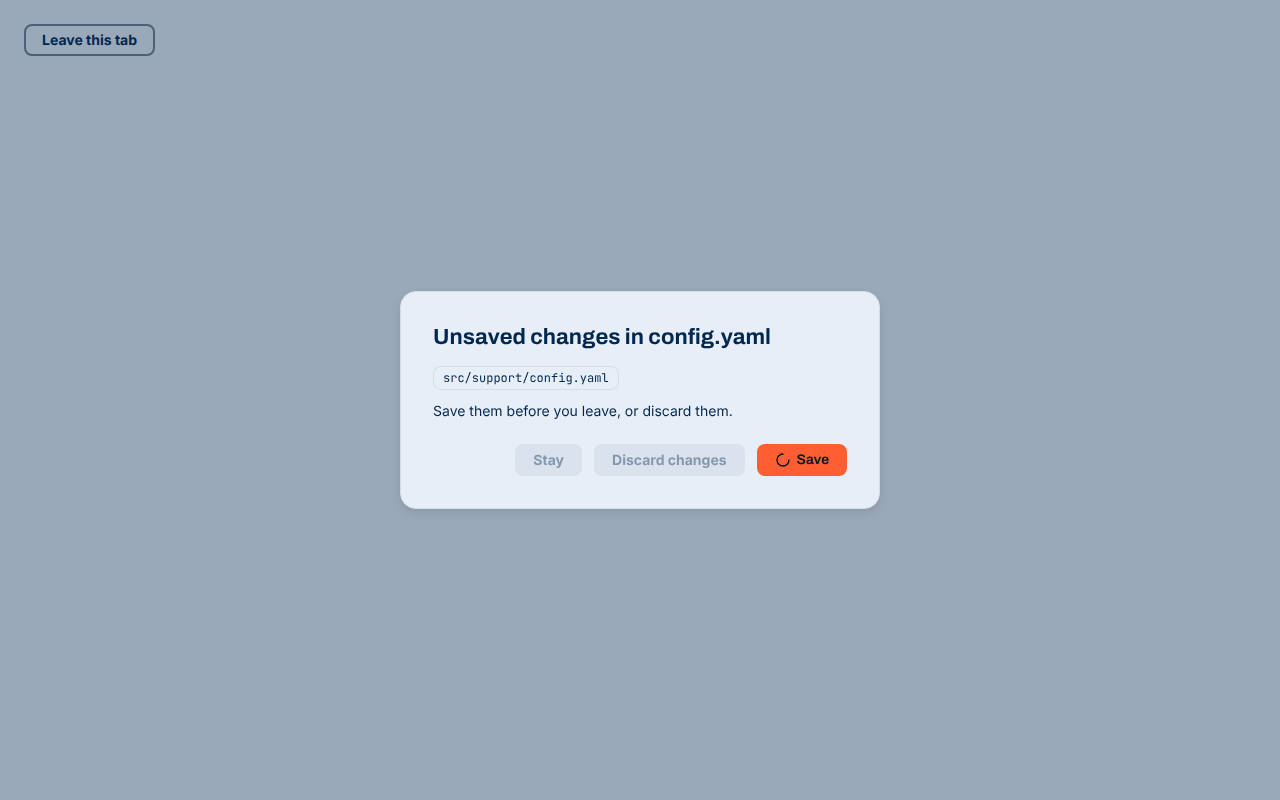 Leave this tab
Unsaved changes in config.yaml
src/support/config.yaml
Save them before you leave, or discard them.
Stay
Discard changes
Save